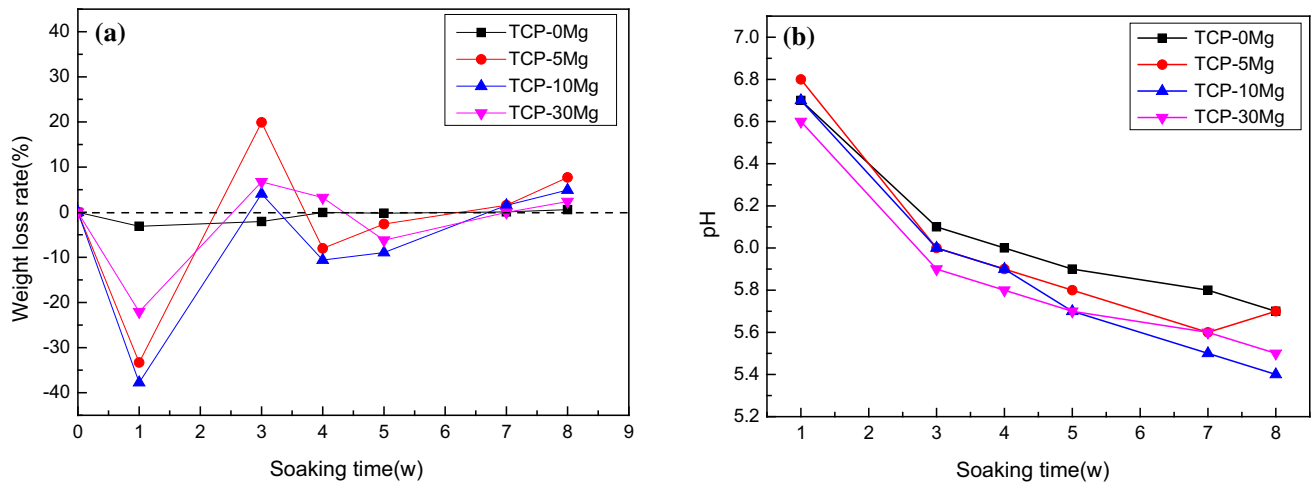 (a)
TCP-0Mg
TCP-5Mg
TCP-10Mg
TCP-30Mg
40
30
20
10
0
-10
-20
-30
-40
Weight loss rate(%)
0 1 2 3 4 5 6 7 8 9
Soaking time(w)
(b)
TCP-0Mg
TCP-5Mg
TCP-10Mg
TCP-30Mg
7.0
6.8
6.6
6.4
6.2
6.0
5.8
5.6
5.4
5.2
pH
1 2 3 4 5 6 7 8
Soaking time(w)